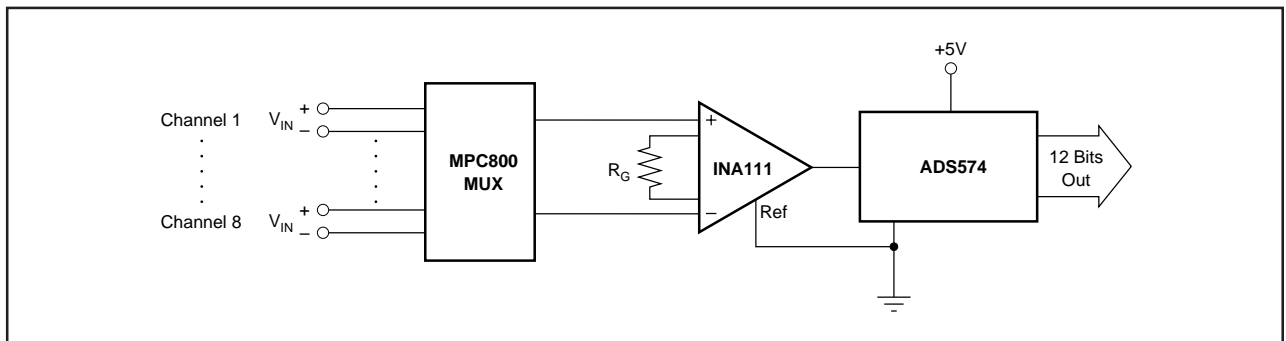 +5V
Channel 1 V_IN + −
MPC800
MUX
+
R_G
INA111
−
Ref
ADS574
12 Bits
Out
Channel 8 V_IN + −